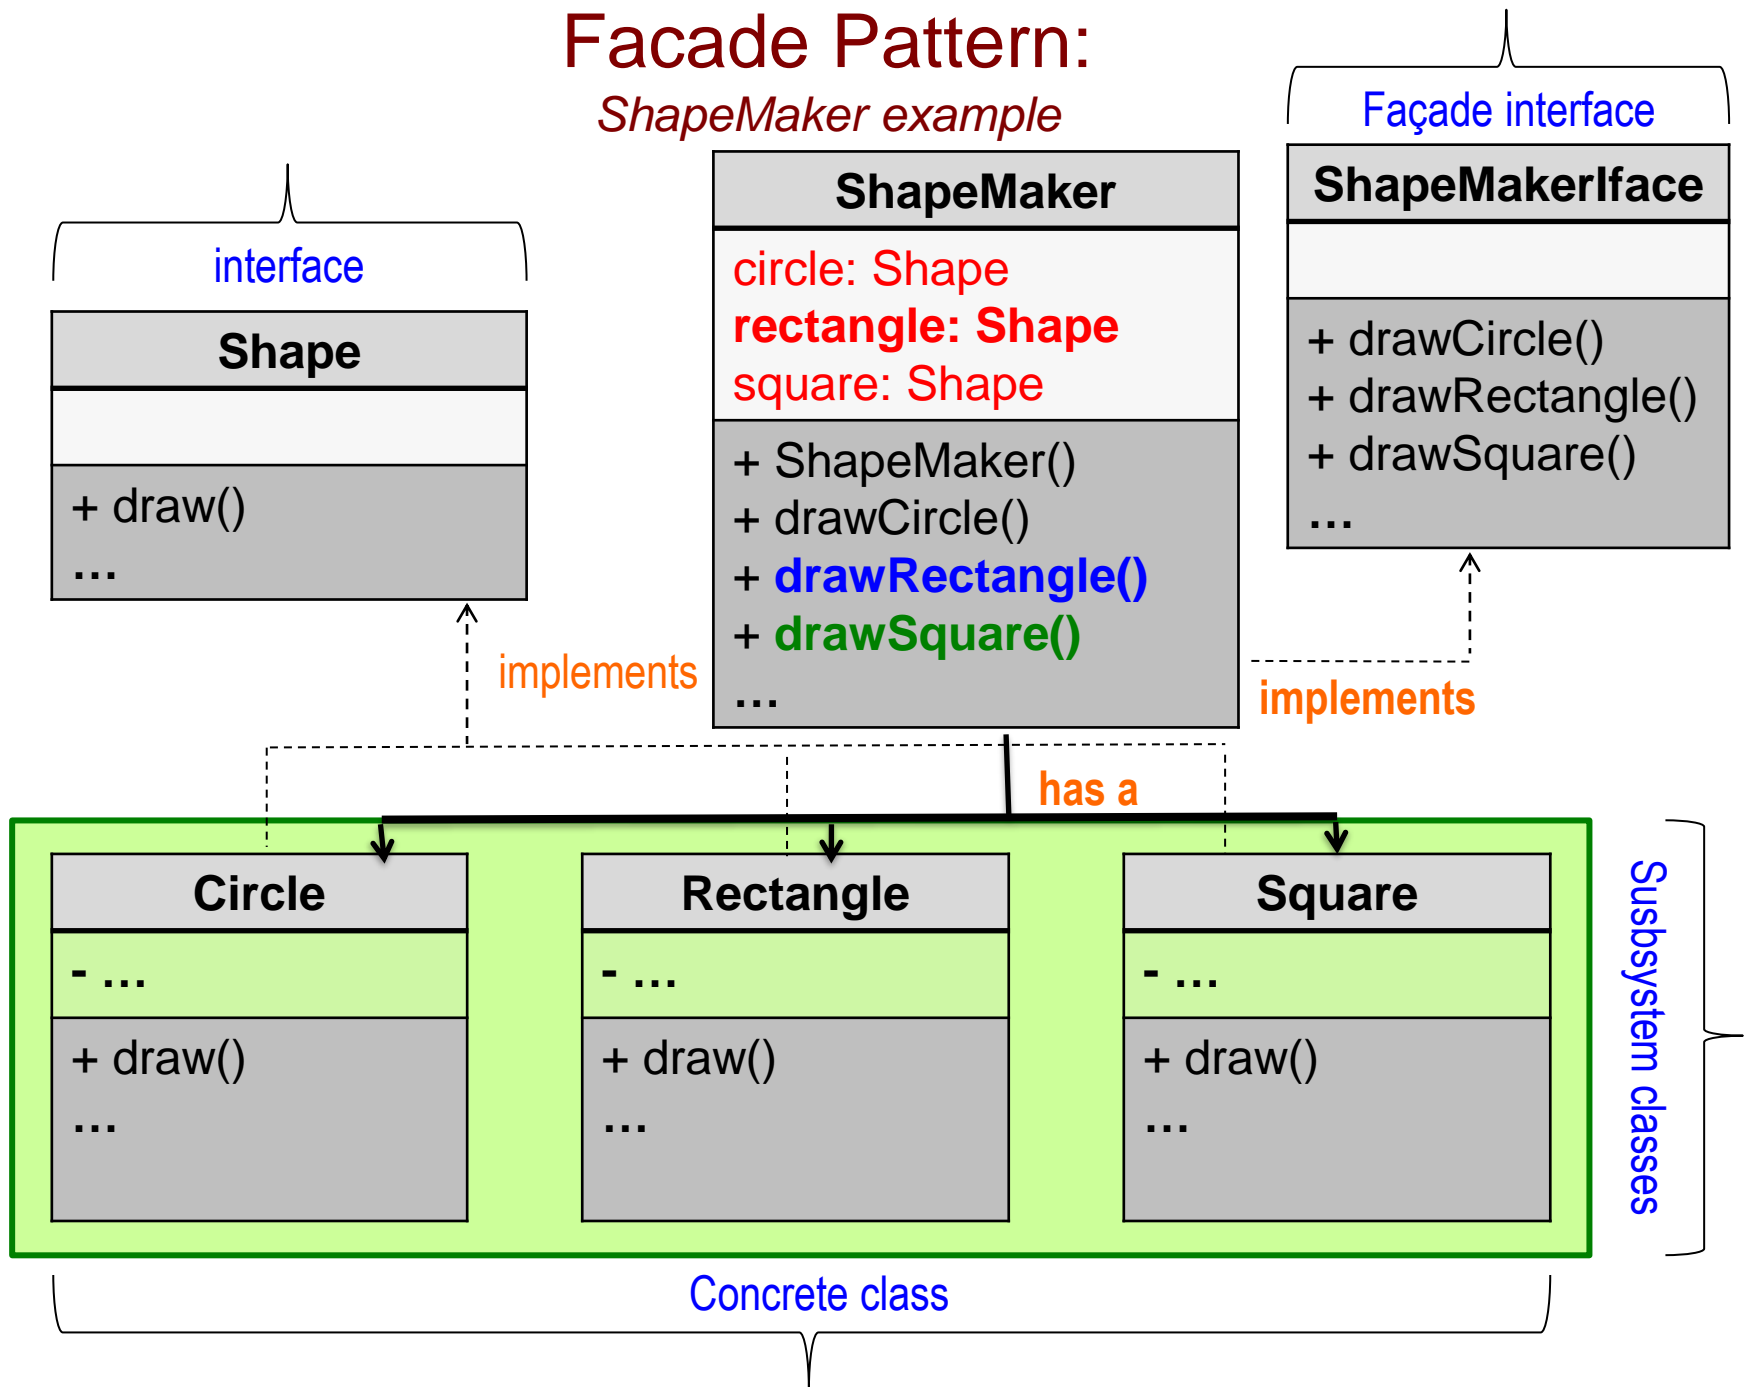 Facade Pattern:
ShapeMaker example
Façade interface
ShapeMakerIface
+ drawCircle()
+ drawRectangle()
+ drawSquare()
...
ShapeMaker
circle: Shape
rectangle: Shape
square: Shape
+ ShapeMaker()
+ drawCircle()
+ drawRectangle()
+ drawSquare()
...
interface
Shape
+ draw()
...
implements
implements
has a
Circle
- ...
+ draw()
...
Rectangle
- ...
+ draw()
...
Square
- ...
+ draw()
...
Susbsystem classes
Concrete class